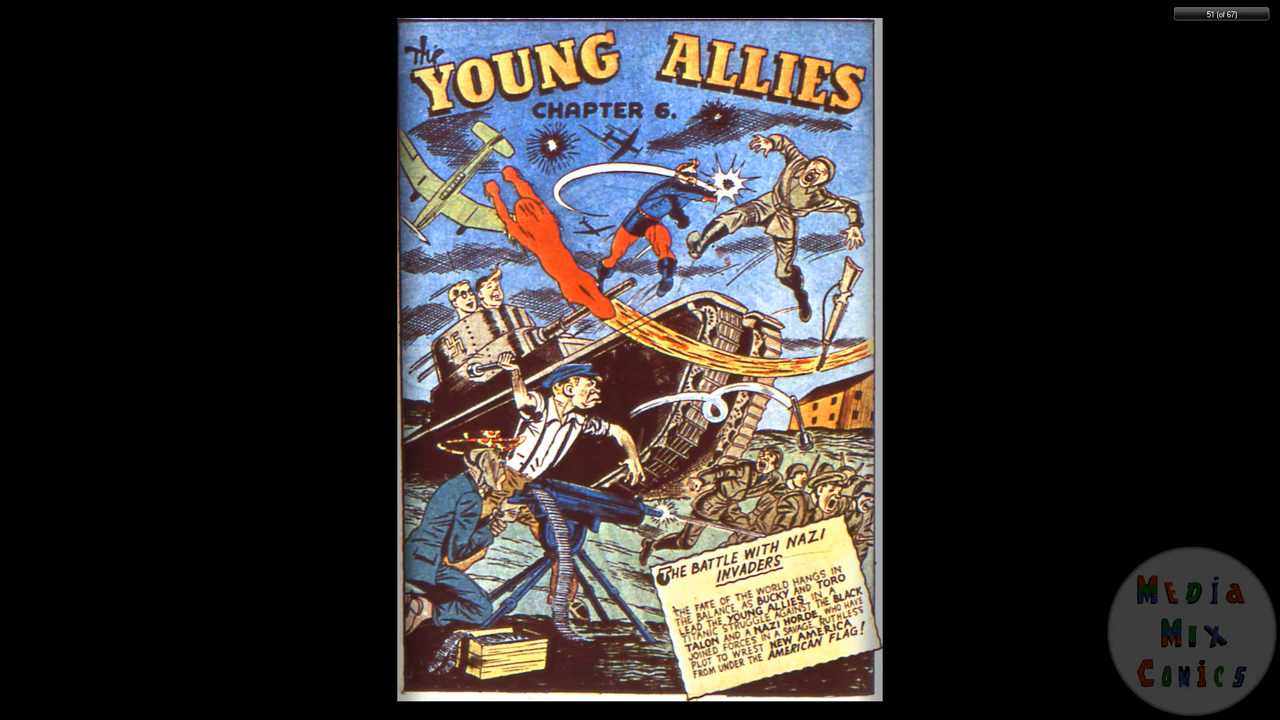 51 (of 67)
The
YOUNG ALLIES
CHAPTER 6.
THE BATTLE WITH NAZI
INVADERS
THE FATE OF THE WORLD HANGS IN
THE BALANCE AS BUCKY AND TORO
LEAD THE YOUNG ALLIES IN A
TITANIC STRUGGLE AGAINST THE BLACK
TALON AND A NAZI HORDE, WHO HAVE
JOINED FORCES IN A SAVAGE, RUTHLESS
PLOT TO WREST NEW AMERICA
FROM UNDER THE AMERICAN FLAG!
MEDiA
MiX
COMiCS